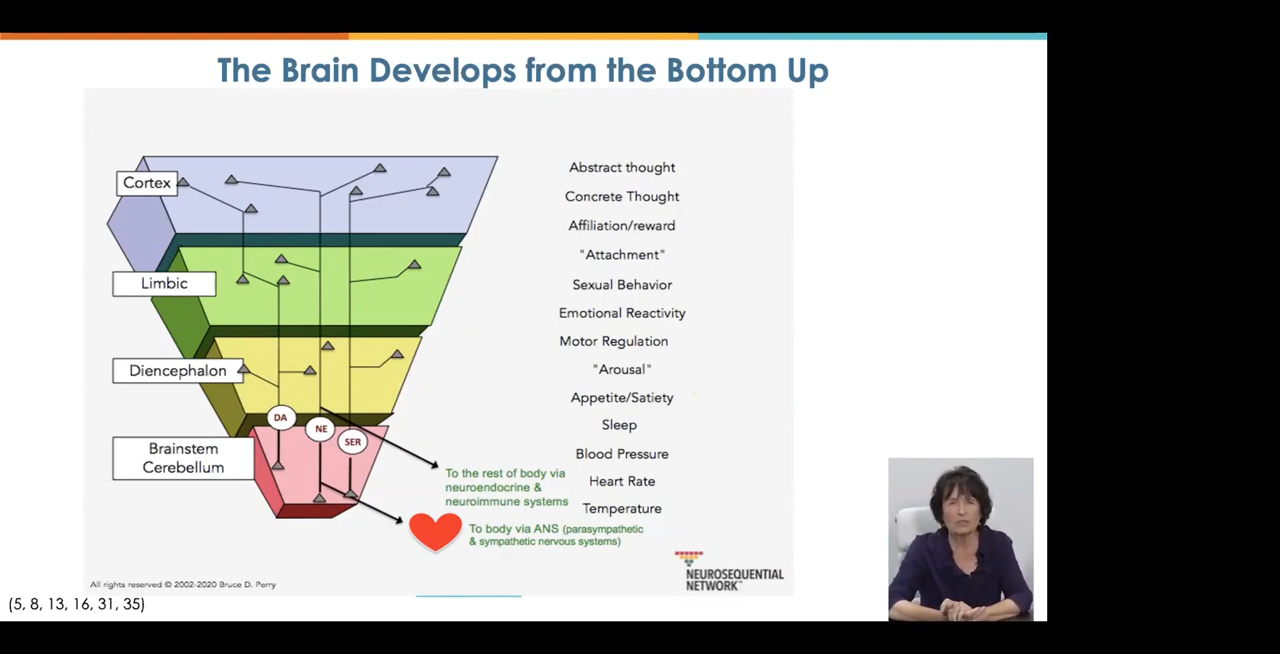 The Brain Develops from the Bottom Up
Cortex
Limbic
Diencephalon
Brainstem
Cerebellum
DA
NE
SER
Abstract thought
Concrete Thought
Affiliation/reward
"Attachment"
Sexual Behavior
Emotional Reactivity
Motor Regulation
"Arousal"
Appetite/Satiety
Sleep
Blood Pressure
Heart Rate
Temperature
To the rest of body via
neuroendocrine &
neuroimmune systems
To body via ANS (parasympathetic
& sympathetic nervous systems)
NEUROSEQUENTIAL
NETWORK™
All rights reserved © 2002-2020 Bruce D. Perry
(5, 8, 13, 16, 31, 35)